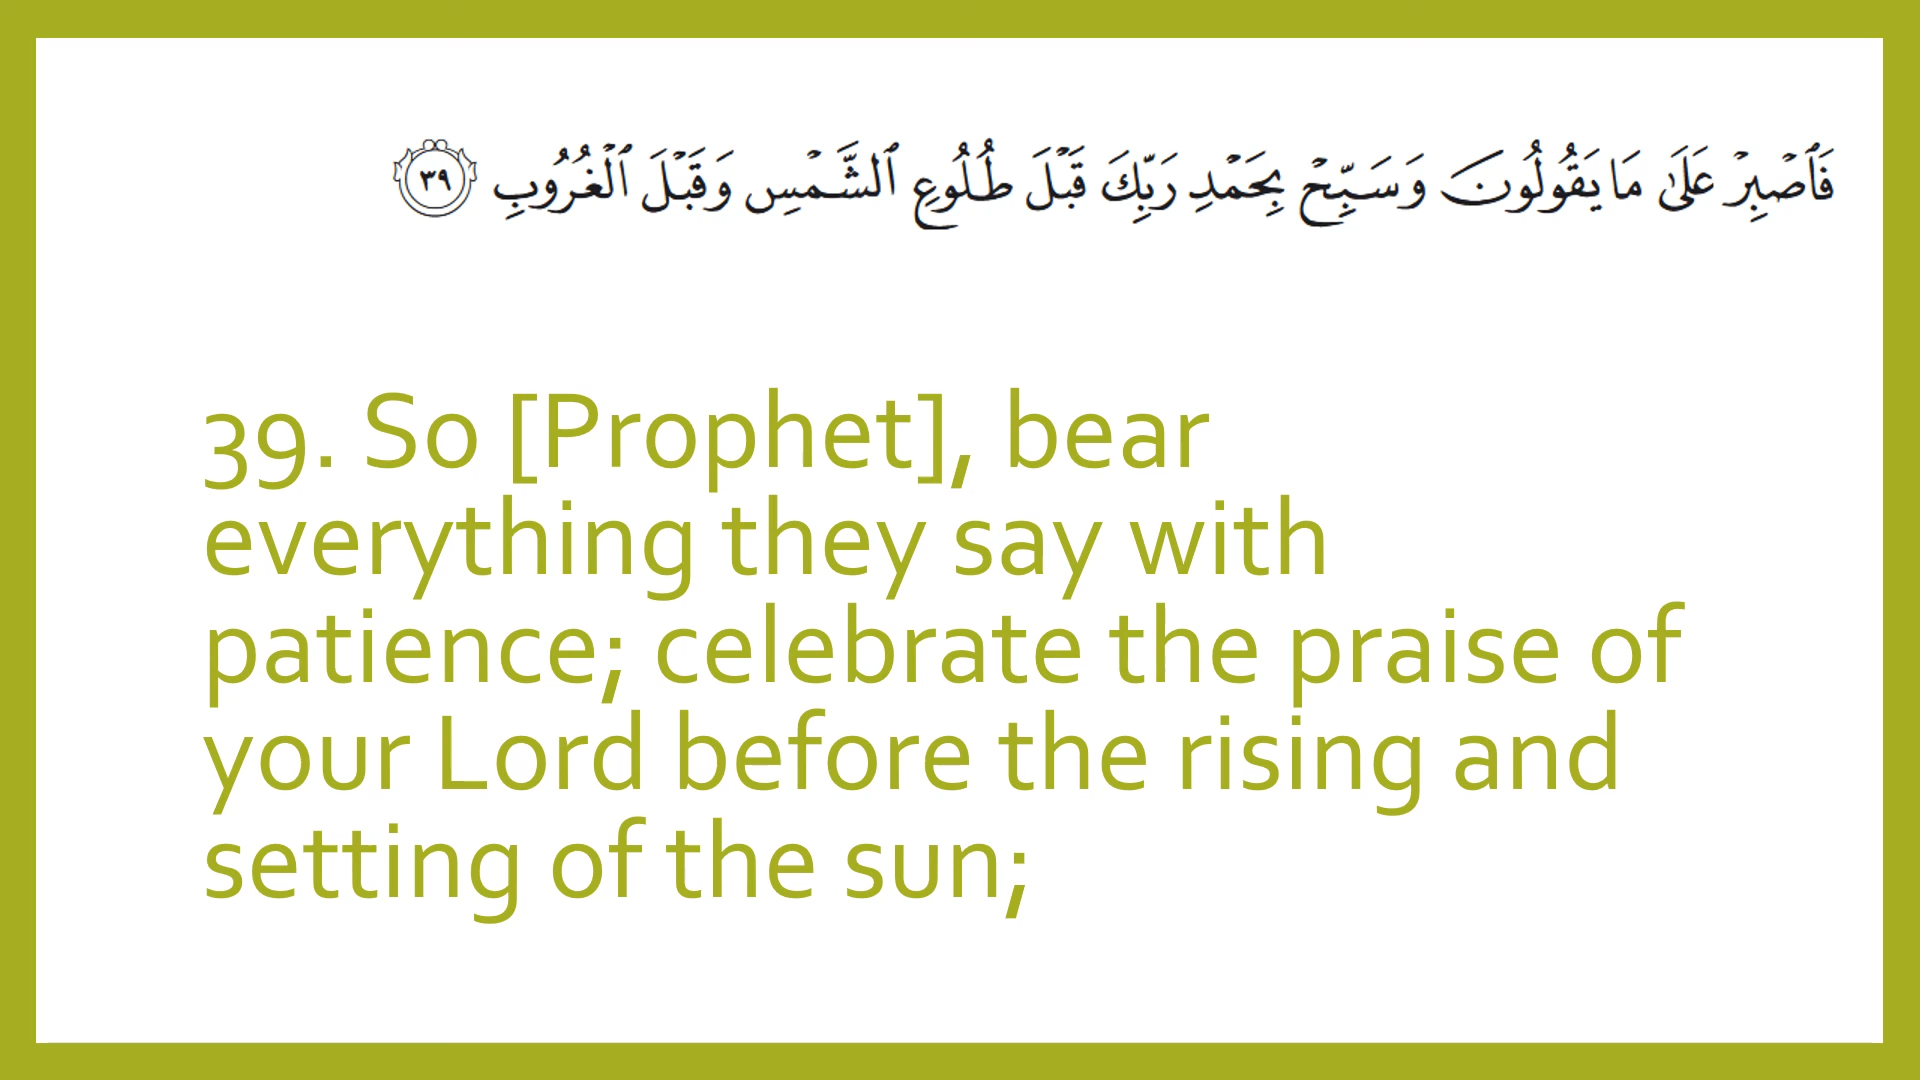 فَٱصۡبِرۡ عَلَىٰ مَا يَقُولُونَ وَسَبِّحۡ بِحَمۡدِ رَبِّكَ قَبۡلَ طُلُوعِ ٱلشَّمۡسِ وَقَبۡلَ ٱلۡغُرُوبِ ٣٩
39. So [Prophet], bear
everything they say with
patience; celebrate the praise of
your Lord before the rising and
setting of the sun;